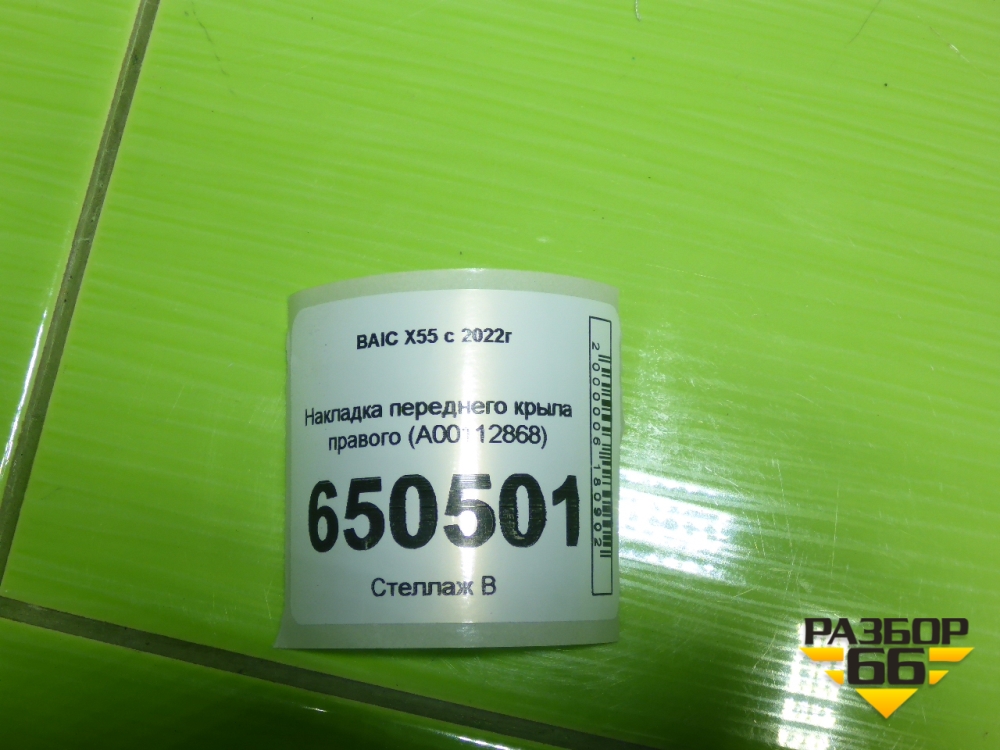 BAIC X55 с 2022г
Накладка переднего крыла
правого (A00112868)
650501
Стеллаж В
2000006180902
РАЗБОР
66